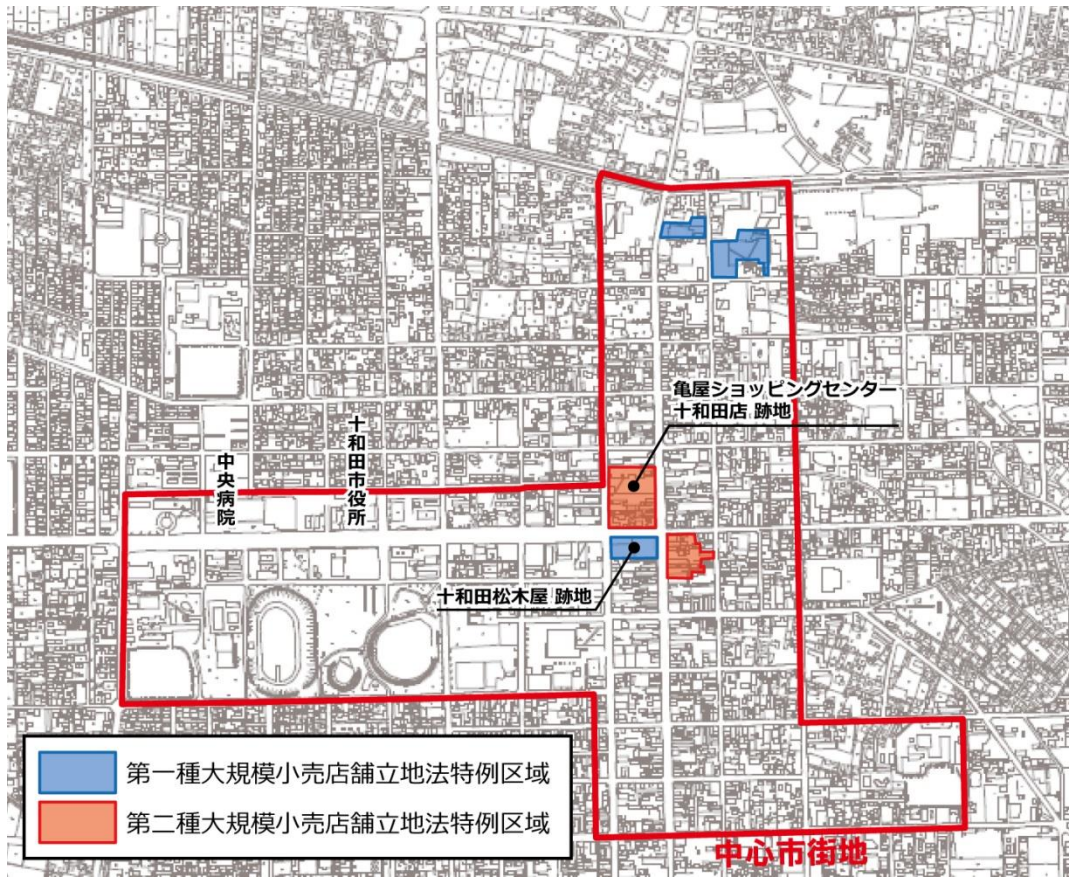 亀屋ショッピングセンター
十和田店 跡地
十和田市役所
中央病院
十和田松木屋 跡地
第一種大規模小売店舗立地法特例区域
第二種大規模小売店舗立地法特例区域
中心市街地